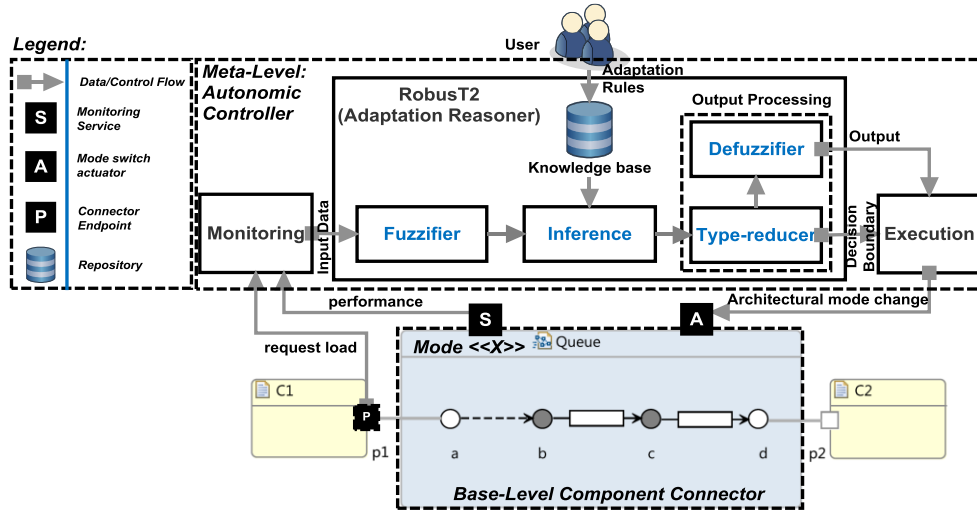 Legend:
Data/Control Flow
S
Monitoring
Service
A
Mode switch
actuator
P
Connector
Endpoint
Repository
User
Meta-Level:
Autonomic
Controller
RobusT2
(Adaptation Reasoner)
Adaptation
Rules
Knowledge base
Output Processing
Defuzzifier
Output
Monitoring
Input Data
Fuzzifier
Inference
Type-reducer
Decision
Boundary
Execution
performance
S
A
Architectural mode change
request load
Mode <<X>>
Queue
C1
P
p1
a
b
c
d
p2
C2
Base-Level Component Connector